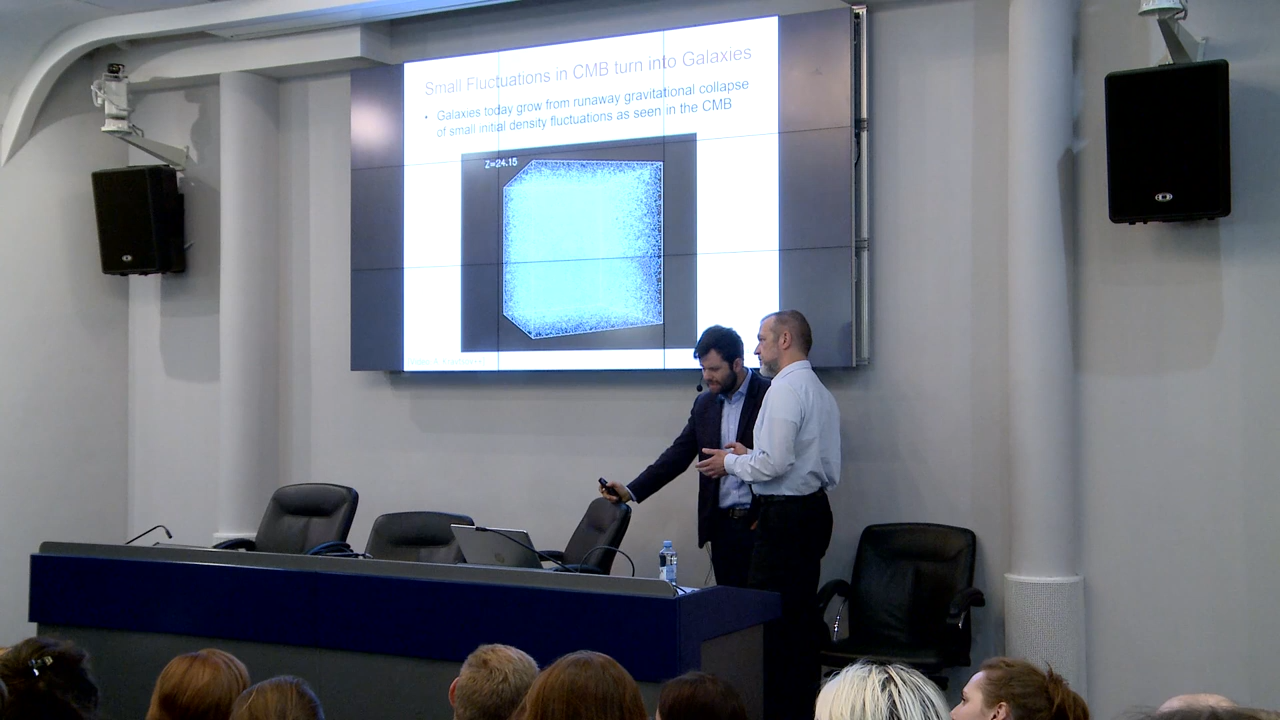 Small Fluctuations in CMB turn into Galaxies
• Galaxies today grow from runaway gravitational collapse
of small initial density fluctuations as seen in the CMB
Z=24.15